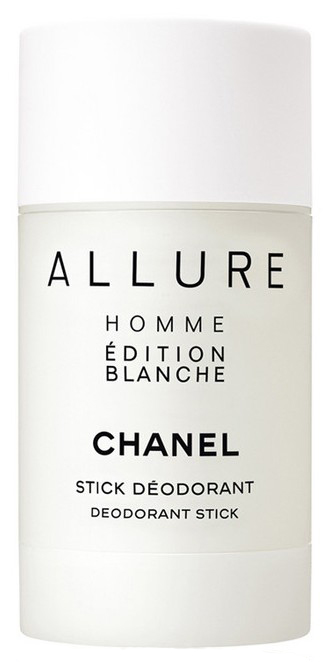 ALLURE
HOMME
ÉDITION
BLANCHE
CHANEL
STICK DÉODORANT
DEODORANT STICK